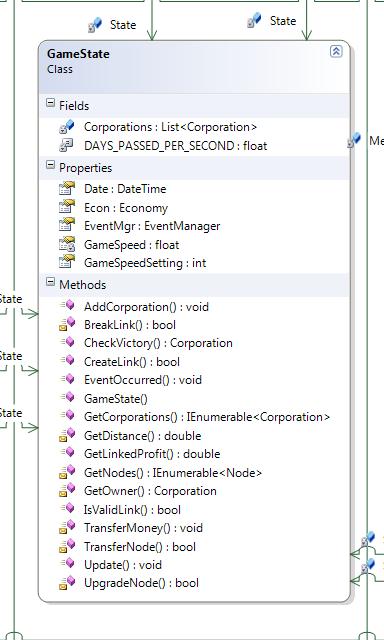 State
State
GameState
Class
Fields
Corporations : List<Corporation>
DAYS_PASSED_PER_SECOND : float
Me
Properties
Date : DateTime
Econ : Economy
EventMgr : EventManager
GameSpeed : float
GameSpeedSetting : int
Methods
State
AddCorporation() : void
BreakLink() : bool
CheckVictory() : Corporation
State
CreateLink() : bool
EventOccurred() : void
GameState()
State
GetCorporations() : IEnumerable<Corporation>
GetDistance() : double
GetLinkedProfit() : double
GetNodes() : IEnumerable<Node>
GetOwner() : Corporation
IsValidLink() : bool
TransferMoney() : void
TransferNode() : bool
Update() : void
UpgradeNode() : bool